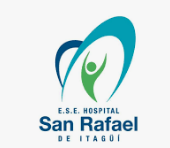 E.S.E. HOSPITAL
San Rafael
DE ITAGÜÍ